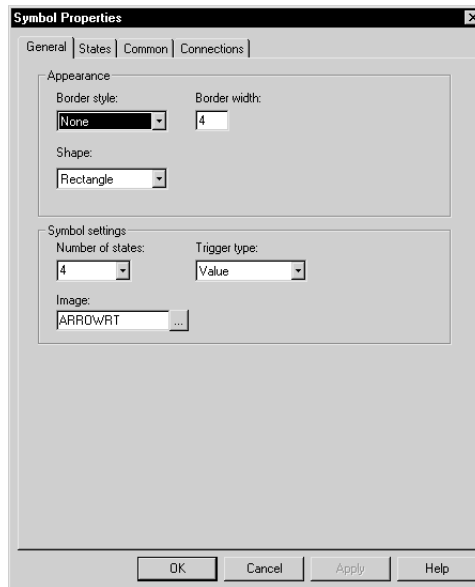 Symbol Properties
General States Common Connections
Appearance
Border style: Border width:
None 4
Shape:
Rectangle
Symbol settings
Number of states: Trigger type:
4 Value
Image:
ARROWRT ...
OK Cancel Apply Help